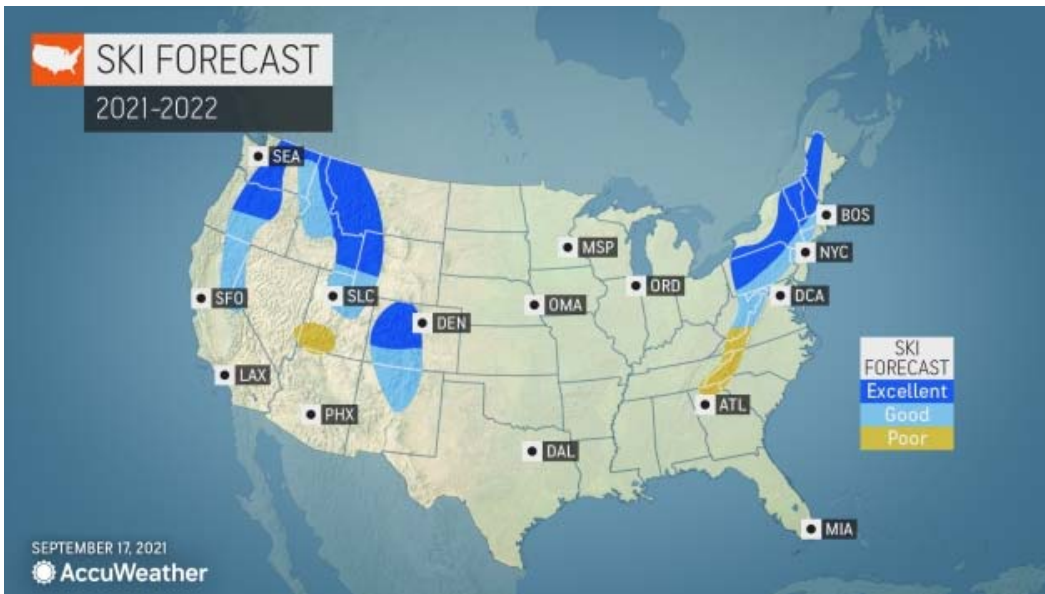 SKI FORECAST
2021-2022
SEA
BOS
MSP
NYC
ORD
SFO
SLC
DCA
OMA
DEN
SKI
FORECAST
Excellent
Good
Poor
LAX
ATL
PHX
DAL
MIA
SEPTEMBER 17, 2021
AccuWeather